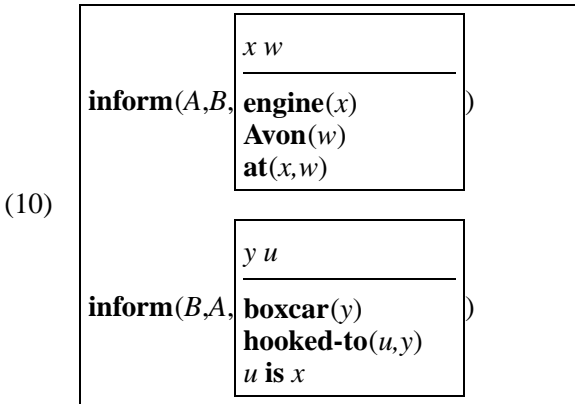 x w
inform(A,B, engine(x) )
Avon(w)
at(x,w)
(10)
y u
inform(B,A, boxcar(y) )
hooked-to(u,y)
u is x